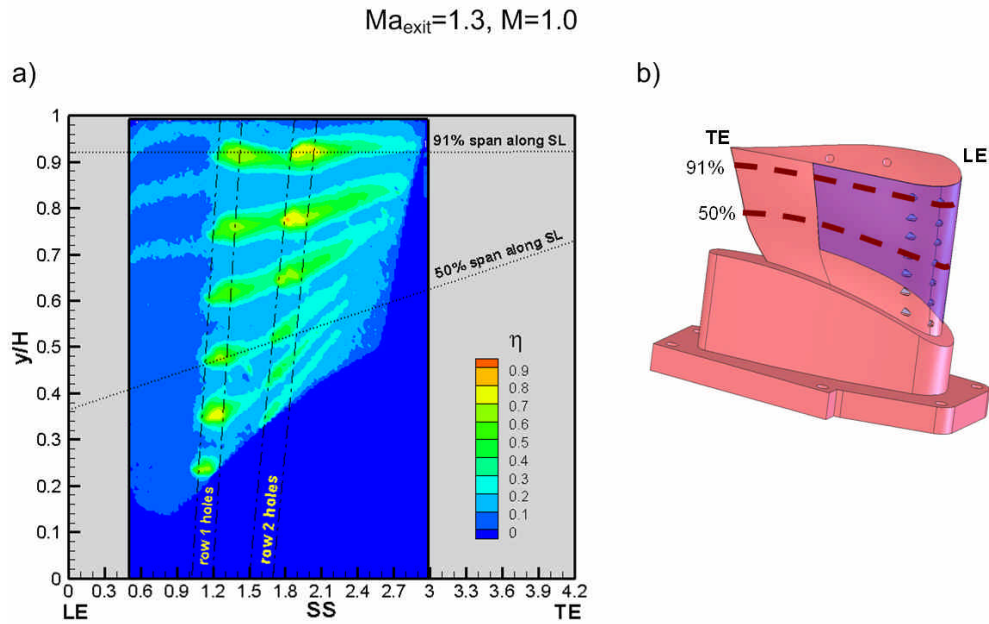 Ma_exit=1.3, M=1.0
a)
b)
1
0.9
0.8
0.7
0.6
0.5
0.4
0.3
0.2
0.1
0
y/H
91% span along SL
50% span along SL
η
0.9
0.8
0.7
0.6
0.5
0.4
0.3
0.2
0.1
0
row 1 holes
row 2 holes
0 0.3 0.6 0.9 1.2 1.5 1.8 2.1 2.4 2.7 3 3.3 3.6 3.9 4.2
LE SS TE
TE
LE
91%
50%